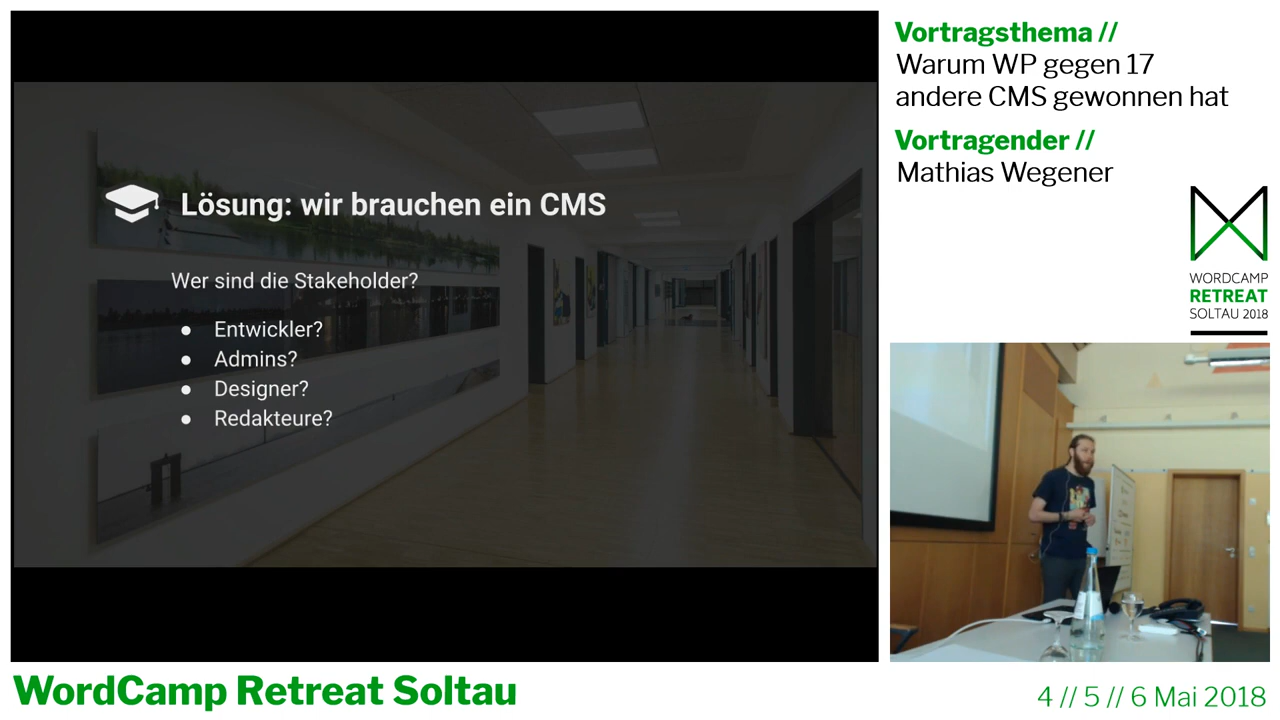 Lösung: wir brauchen ein CMS
Wer sind die Stakeholder?
● Entwickler?
● Admins?
● Designer?
● Redakteure?
Vortragsthema //
Warum WP gegen 17
andere CMS gewonnen hat
Vortragender //
Mathias Wegener
WORDCAMP
RETREAT
SOLTAU 2018
WordCamp Retreat Soltau
4 // 5 // 6 Mai 2018